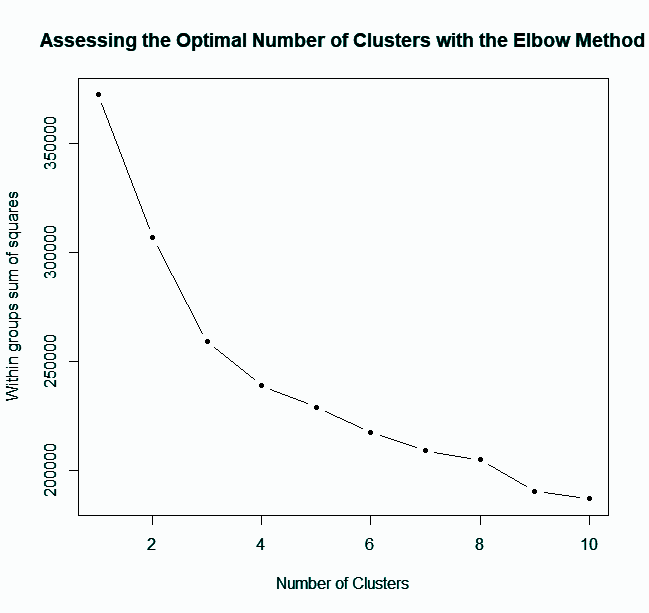 Assessing the Optimal Number of Clusters with the Elbow Method
350000
300000
250000
200000
Within groups sum of squares
2 4 6 8 10
Number of Clusters